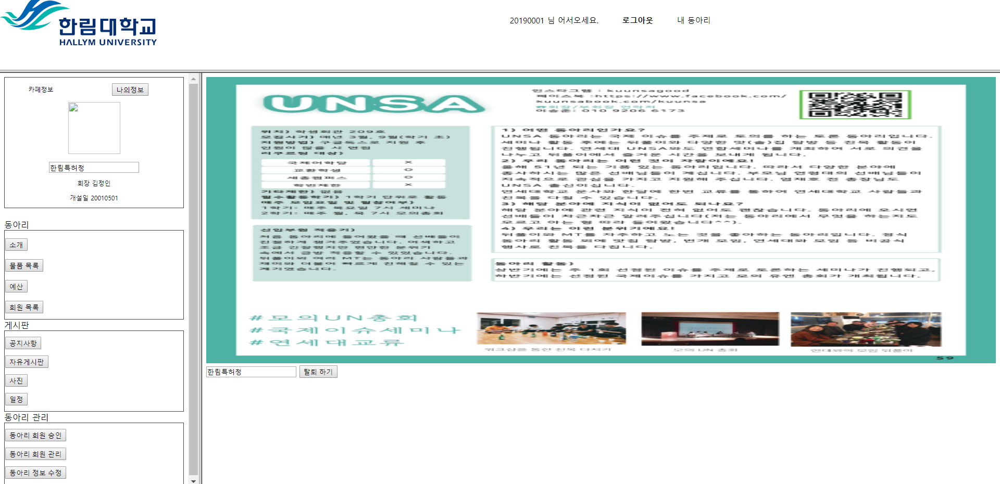 한림대학교
HALLYM UNIVERSITY
20190001 님 어서오세요. 로그아웃 내 동아리
카페정보 나의정보
한림특허청
회장 김정인
개설일 20010501
동아리
소개
물품 목록
예산
회원 목록
게시판
공지사항
자유게시판
사진
일정
동아리 관리
동아리 회원 승인
동아리 회원 관리
동아리 정보 수정
UNSA
인스타그램 : kuunsagood
페이스북 :https://www.facebook.com/
kuunsabook.com/kuunsa
☎회장/부회장 연락처
이승준: 010 9206 6173
위치) 학생회관 209호
모집시기) 매년 3월, 9월(학기 초)
지원방법) 구글독스로 지원 후
인원이 많을 시 면접
리쿠르팅 대상)
국제어학당 X
교환학생 O
세종캠퍼스 O
학번제한 X
기타제한) 없음
필수활동학기) 1학기 단위로 활동
매주 모임요일 및 필참여부)
1학기: 매주 목요일 7시 세미나
2학기: 매주 월, 목 7시 모의총회
신입부원 적응기)
처음 동아리에 들어왔을 때 선배들이
친절하게 챙겨주었습니다. 어색하고
조금 긴장했지만 편안한 분위기
속에서 금방 적응할 수 있었습니다.
뒤풀이와 여러 MT는 동아리 사람들과
재미와 더불어 빠르게 친해질 수 있는
계기였습니다.
1) 어떤 동아리인가요?
UNSA 동아리는 국제 이슈를 주제로 토의를 하는 토론 동아리입니다.
세미나 활동 후에는 뒤풀이와 다양한 맛(술)집 탐방 등 친목 활동이
진행됩니다. 연세대 UNSA와도 연합세미나를 개최하여 서로 의견을
나누고 뒤풀이에서 즐거운 시간을 보내게 됩니다.
2) 우리 동아리는 이런 것이 자랑이에요!
올해 51년 되는 기풍 있는 동아리입니다. 따라서 다양한 분야에
종사하시는 많은 선배님들이 계십니다. 부모님 연령대의 선배님들이
지속적으로 관심을 가지고 지원해 주십니다. 염재호 전 총장님도
UNSA 출신이십니다.
연세대학교 운사와 한달에 한번 교류를 통하여 연세대학교 사람들과
친목을 다질 수 있습니다.
3) 해당 분야에 지식이 없어도 되나요?
해당 분야에 관련 지식이 전혀 없어도 괜찮습니다. 동아리에 오시면
선배들이 차근차근 알려주십니다(저는 동아리에서 무엇을 하는지도
모르고 아는 형 따라 들어왔습니다^^).
4) 우리는 이런 분위기에요!
뒤풀이와 MT를 자주하고 노는 것을 좋아하는 동아리입니다. 정식
동아리 활동 외에 맛집 탐방, 번개 모임, 연세대와 모임 등 비공식
행사로 친목을 다집니다.
동아리 활동)
상반기에는 주 1회 선정된 이슈를 주제로 토론하는 세미나가 진행되고,
하반기에는 선정된 국제이슈를 가지고 모의 유엔 총회가 개최됩니다.
#모의UN총회
#국제이슈세미나
#연세대교류
워크샵을 통한 친목 다지기
모의 UN 총회
연대와의 모임 뒤풀이
59
한림특허청 탈퇴 하기